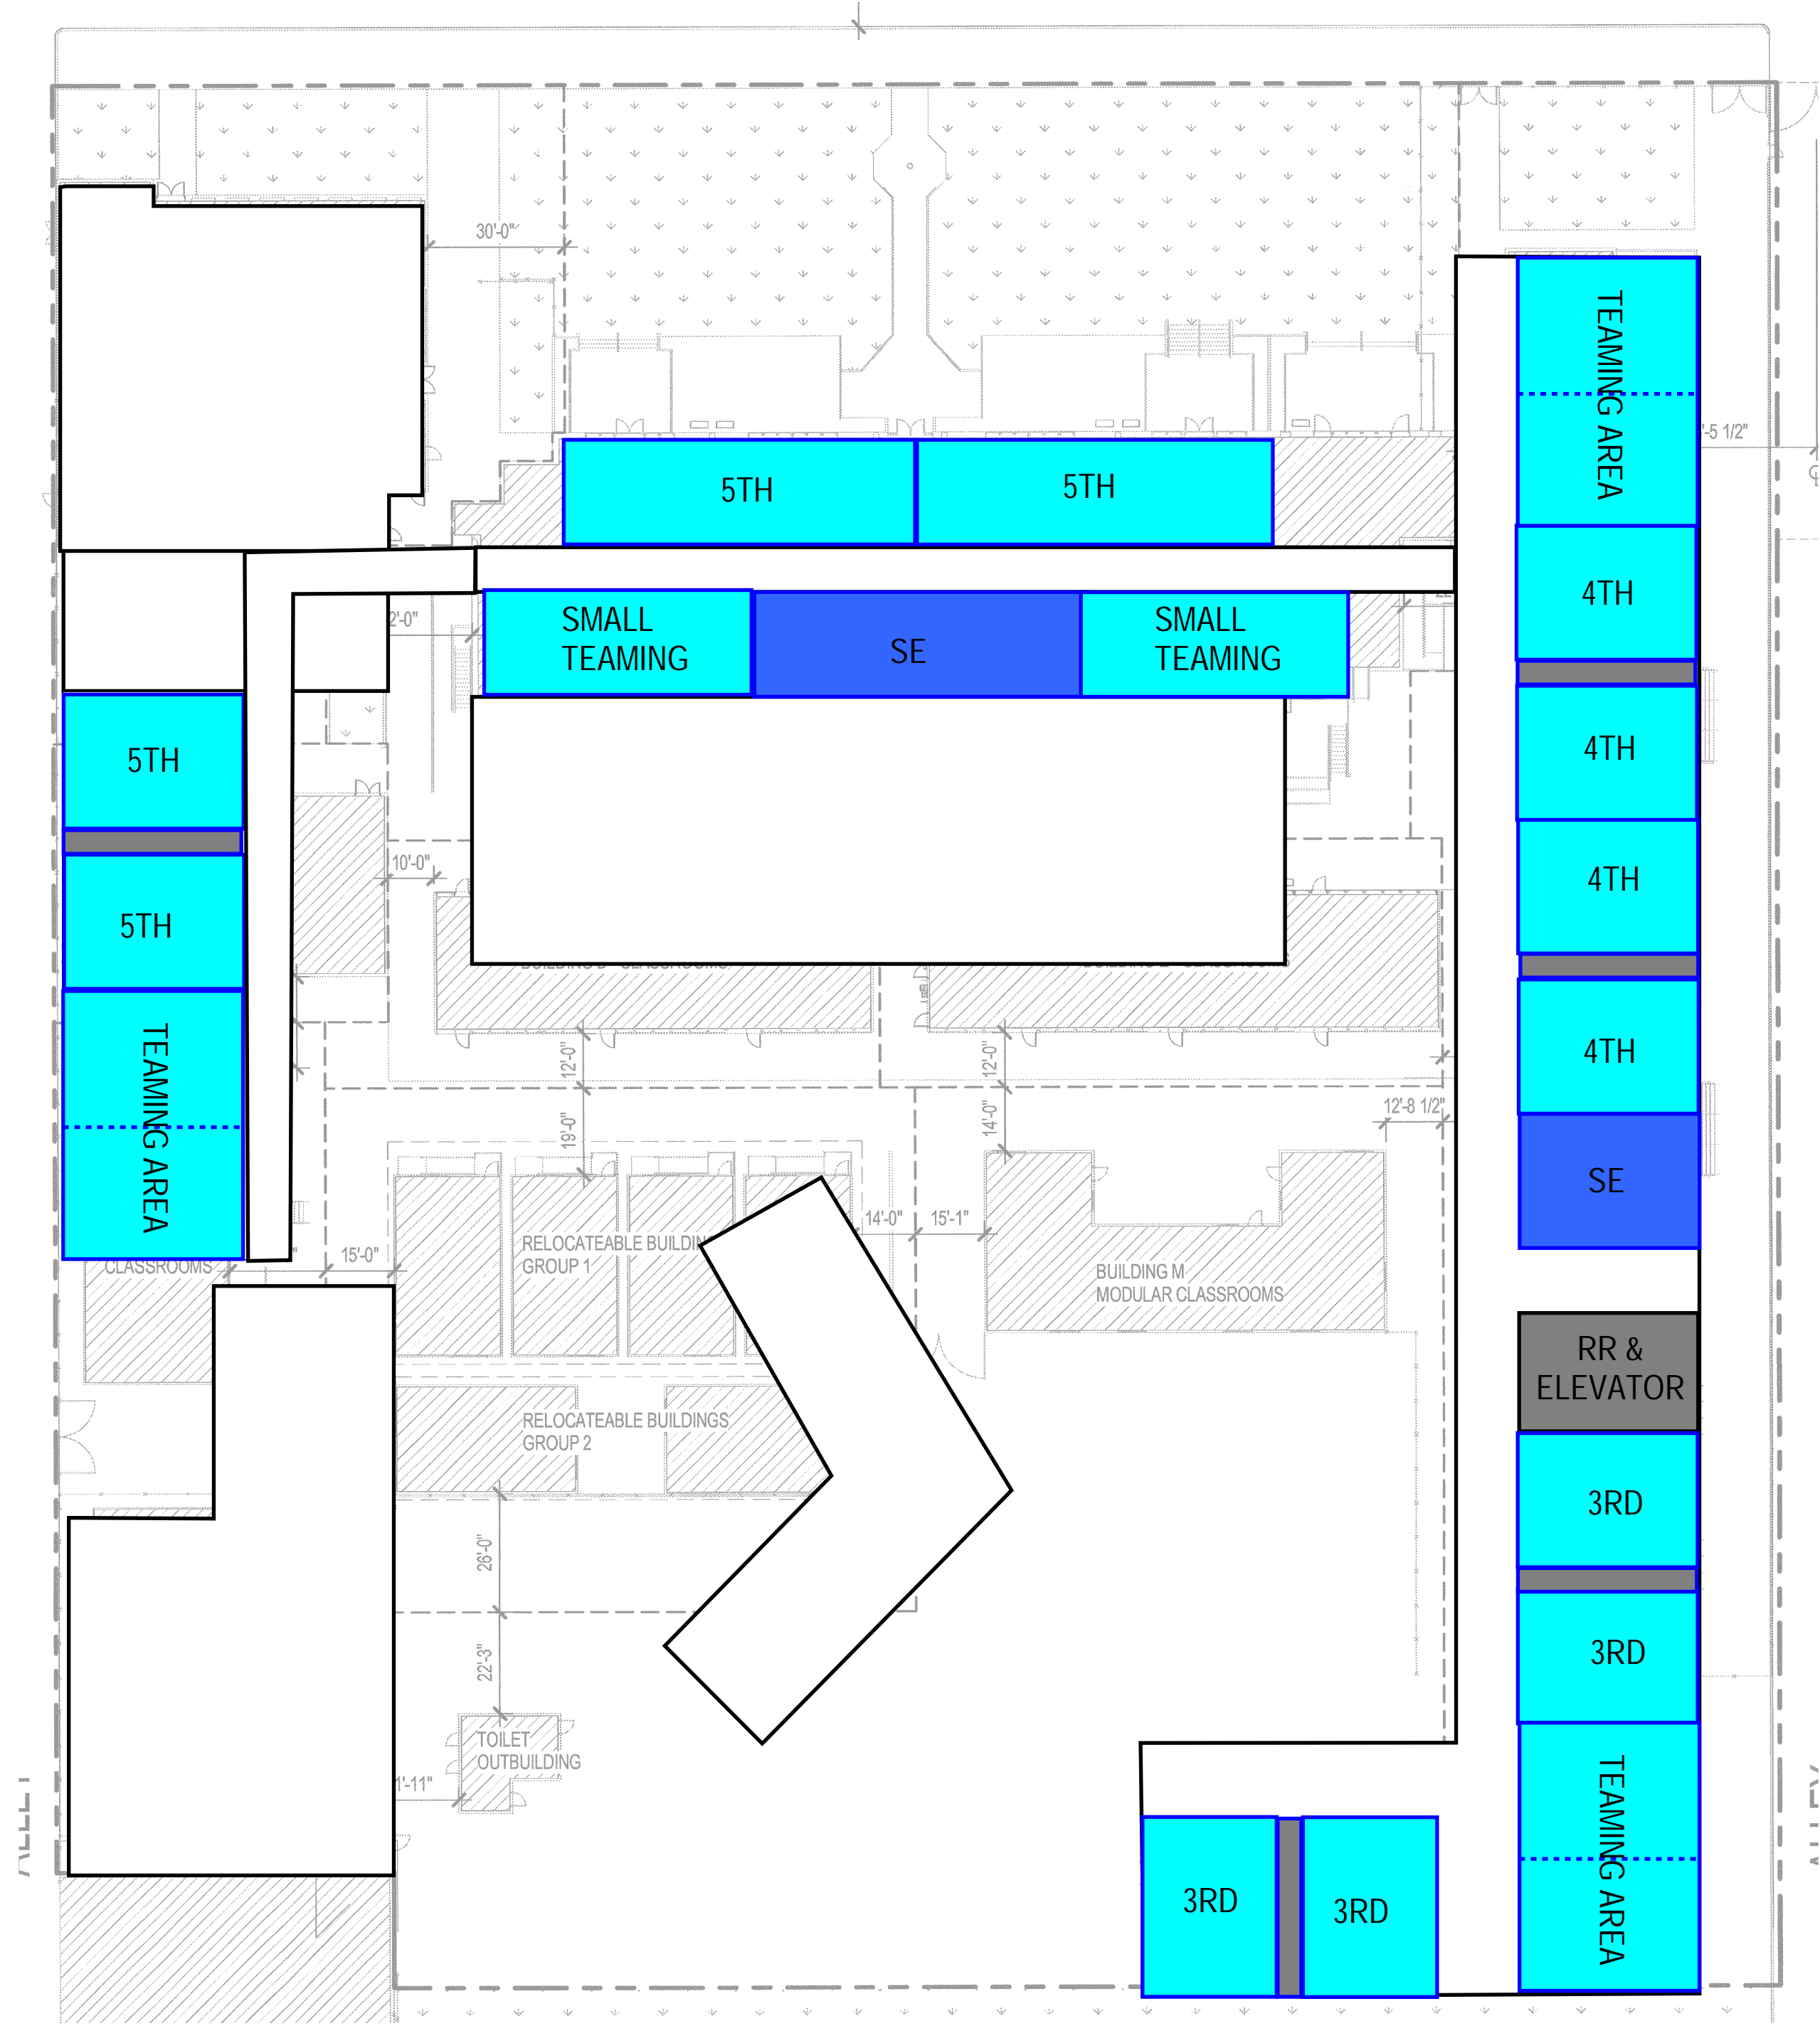 30'-0"
TEAMING AREA
'-5 1/2"
5TH
5TH
4TH
2'-0"
SMALL
TEAMING
SE
SMALL
TEAMING
5TH
4TH
10'-0"
4TH
5TH
4TH
12'-0"
12'-0"
TEAMING AREA
19'-0"
14'-0"
12'-8 1/2"
SE
14'-0"
15'-1"
CLASSROOMS
15'-0"
RELOCATEABLE BUILDIN
GROUP 1
BUILDING M
MODULAR CLASSROOMS
RR &
ELEVATOR
RELOCATEABLE BUILDINGS
GROUP 2
3RD
26'-0"
22'-3"
3RD
TOILET
OUTBUILDING
1'-11"
TEAMING AREA
3RD
3RD